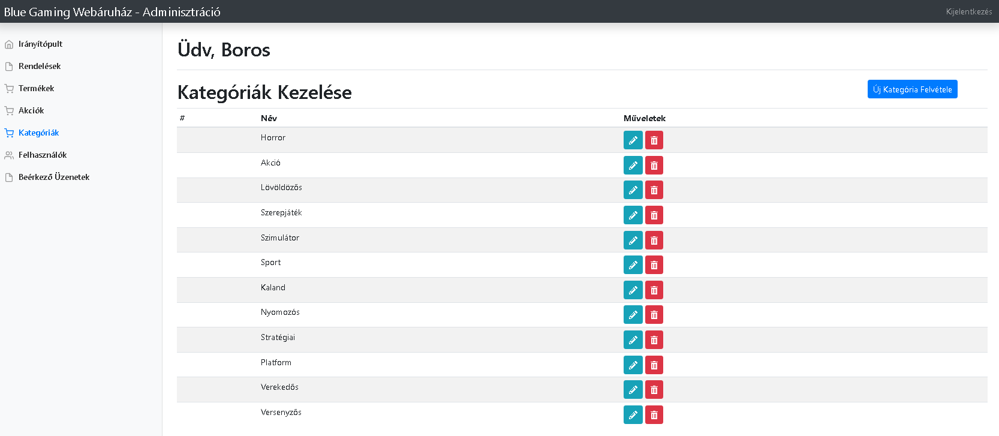 Blue Gaming Webáruház - Adminisztráció
Kijelentkezés
Irányítópult
Rendelések
Termékek
Akciók
Kategóriák
Felhasználók
Beérkező Üzenetek
Üdv, Boros
Kategóriák Kezelése
Új Kategória Felvétele
# Név Műveletek
Horror
Akció
Lövöldözős
Szerepjáték
Szimulátor
Sport
Kaland
Nyomozós
Stratégiai
Platform
Verekedős
Versenyzős